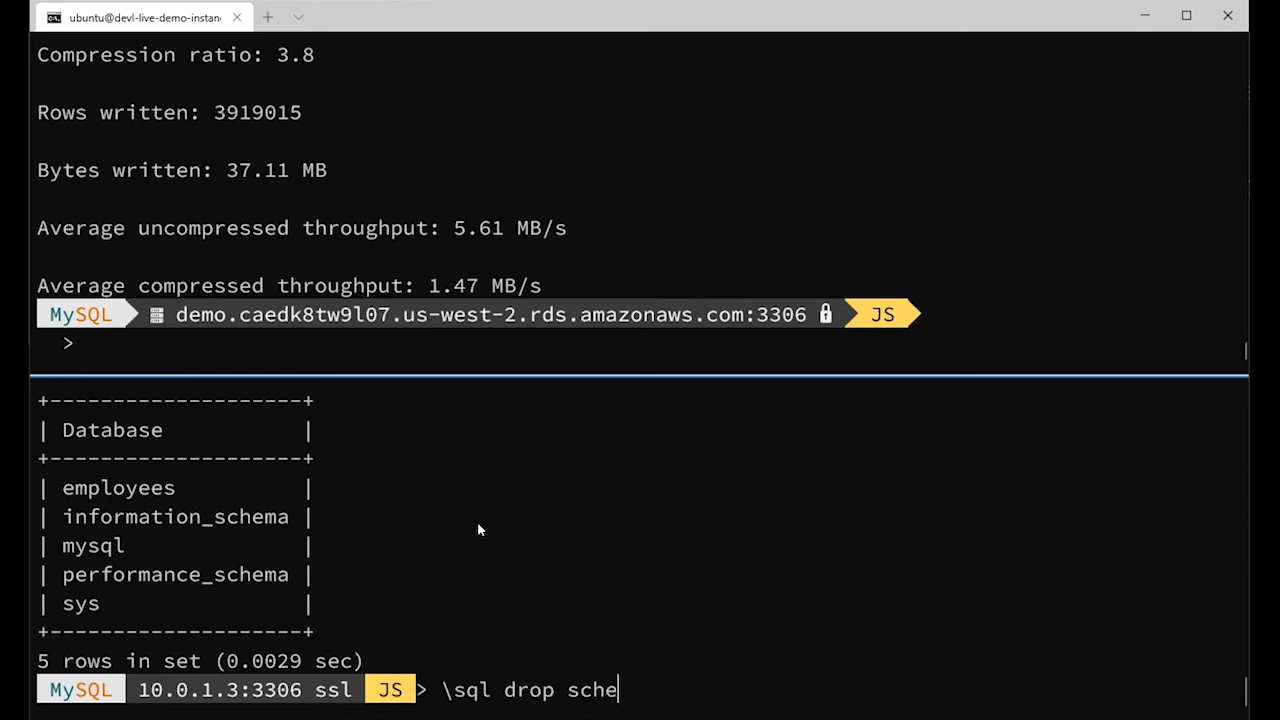 ubuntu@devl-live-demo-instan
Compression ratio: 3.8
Rows written: 3919015
Bytes written: 37.11 MB
Average uncompressed throughput: 5.61 MB/s
Average compressed throughput: 1.47 MB/s
MySQL demo.caedk8tw9l07.us-west-2.rds.amazonaws.com:3306 JS
>
+--------------------+
| Database           |
+--------------------+
| employees          |
| information_schema |
| mysql              |
| performance_schema |
| sys                |
+--------------------+
5 rows in set (0.0029 sec)
MySQL 10.0.1.3:3306 ssl JS > \sql drop sche